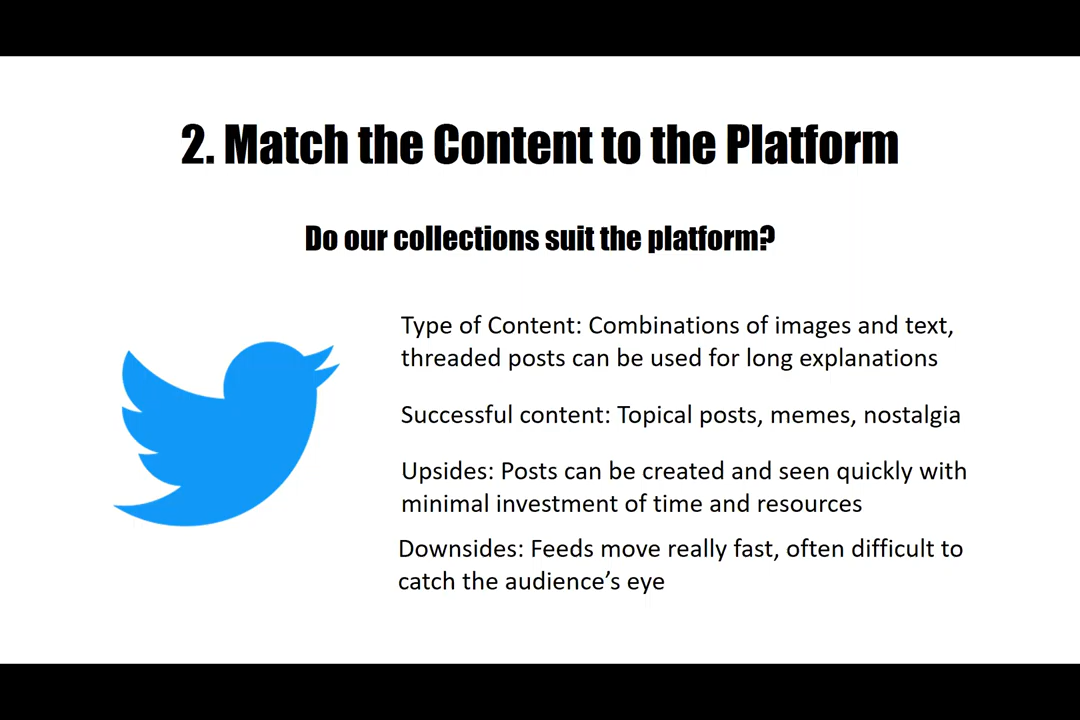 2. Match the Content to the Platform
Do our collections suit the platform?
Type of Content: Combinations of images and text,
threaded posts can be used for long explanations
Successful content: Topical posts, memes, nostalgia
Upsides: Posts can be created and seen quickly with
minimal investment of time and resources
Downsides: Feeds move really fast, often difficult to
catch the audience’s eye